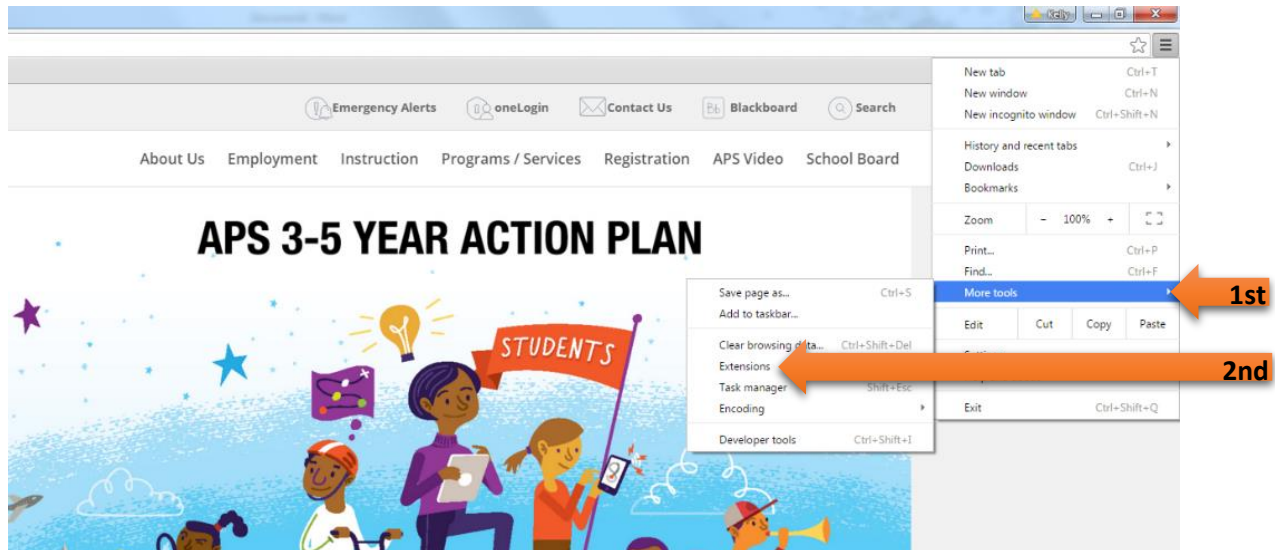 Kelly
Emergency Alerts oneLogin Contact Us Bb Blackboard Search
About Us Employment Instruction Programs / Services Registration APS Video School Board
APS 3-5 YEAR ACTION PLAN
STUDENTS
New tab Ctrl+T
New window Ctrl+N
New incognito window Ctrl+Shift+N
History and recent tabs
Downloads Ctrl+J
Bookmarks
Zoom - 100% +
Print... Ctrl+P
Find... Ctrl+F
More tools
1st
Edit Cut Copy Paste
2nd
Exit Ctrl+Shift+Q
Save page as... Ctrl+S
Add to taskbar...
Clear browsing data... Ctrl+Shift+Del
Extensions
Task manager Shift+Esc
Encoding
Developer tools Ctrl+Shift+I